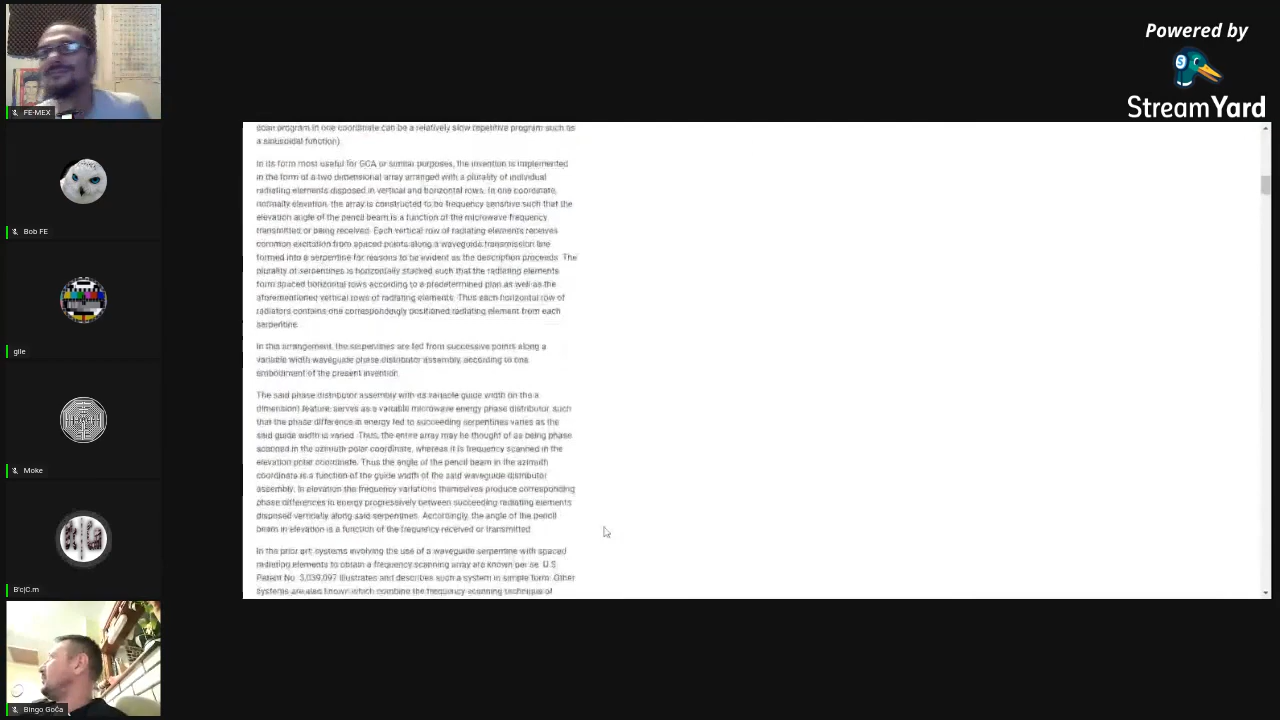 Powered by
StreamYard
FE-MEX
Bob FE
gile
Moke
B'c|C.m
Bingo Goča
program in one coordinate can be a relatively slow repetitive program such as
a sinusoidal function).
In its form most useful for GCA or similar purposes, the invention is implemented
in the form of a two dimensional array arranged with a plurality of individual
radiating elements disposed in vertical and horizontal rows. In one coordinate,
nominally elevation, the array is constructed to be frequency sensitive such that the
elevation angle of the pencil beam is a function of the microwave frequency
transmitted or being received. Each vertical row of radiating elements receives
common excitation from spaced points along a waveguide transmission line
formed into a serpentine for reasons to be evident as the description proceeds. The
plurality of serpentines is horizontally stacked such that the radiating elements
form spaced horizontal rows according to a predetermined plan as well as the
aforementioned vertical rows of radiating elements. Thus each horizontal row of
radiators contains one correspondingly positioned radiating element from each
serpentine.
In this arrangement, the serpentines are fed from successive points along a
variable width waveguide phase distributor assembly, according to one
embodiment of the present invention.
The said phase distributor assembly with its variable guide width on the a
dimension) feature, serves as a variable microwave energy phase distributor, such
that the phase difference in energy fed to succeeding serpentines varies as the
said guide width is varied. Thus, the entire array may be thought of as being phase
scanned in the azimuth polar coordinate, whereas it is frequency scanned in the
elevation polar coordinate. Thus the angle of the pencil beam in the azimuth
coordinate is a function of the guide width of the said waveguide distributor
assembly. In elevation the frequency variations themselves produce corresponding
phase differences in energy progressively between succeeding radiating elements
disposed vertically along said serpentines. Accordingly, the angle of the pencil
beam in elevation is a function of the frequency received or transmitted.
In the prior art, systems involving the use of a waveguide serpentine with spaced
radiating elements to obtain a frequency scanning array are known per se. U.S.
Patent No. 3,039,097 illustrates and describes such a system in simple form. Other
systems are also known which combine the frequency scanning technique of